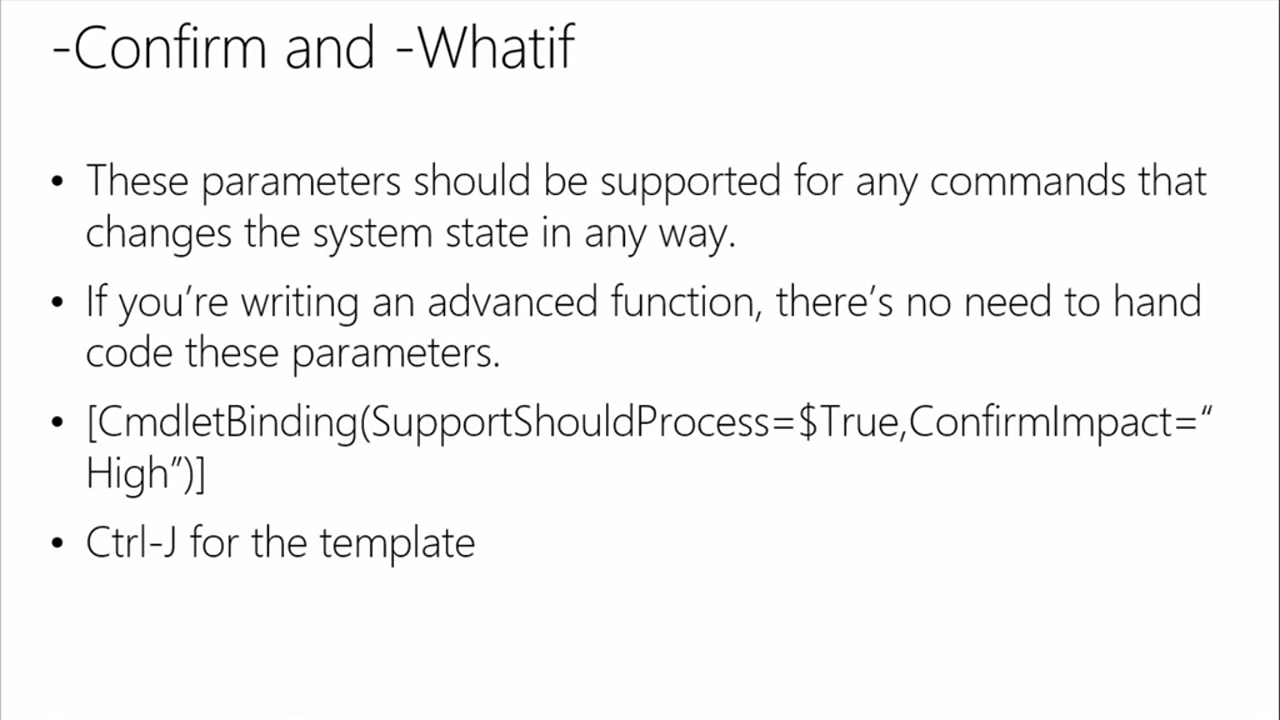 -Confirm and -Whatif
• These parameters should be supported for any commands that
changes the system state in any way.
• If you’re writing an advanced function, there’s no need to hand
code these parameters.
• [CmdletBinding(SupportShouldProcess=$True,ConfirmImpact=“
High”)]
• Ctrl-J for the template